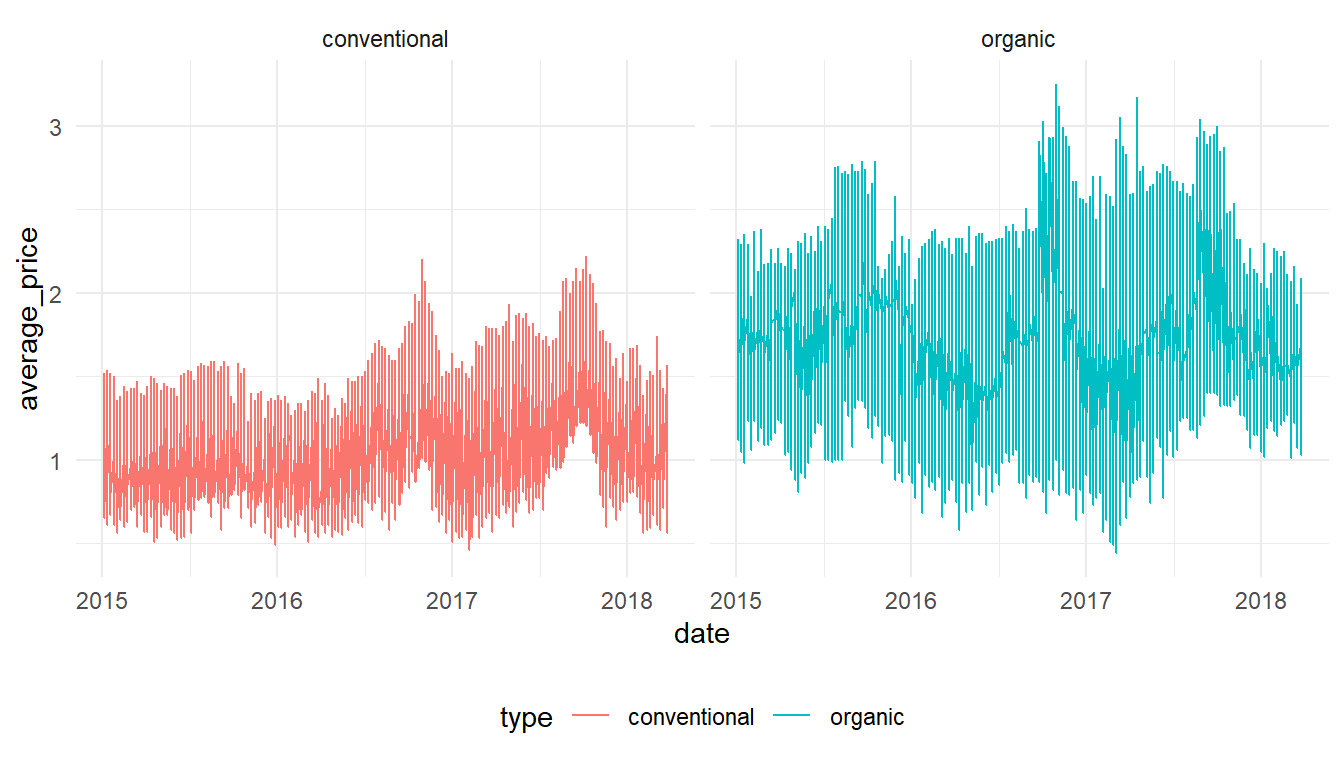 conventional organic
average_price
3
2
1
2015 2016 2017 2018 2015 2016 2017 2018
date
type conventional organic